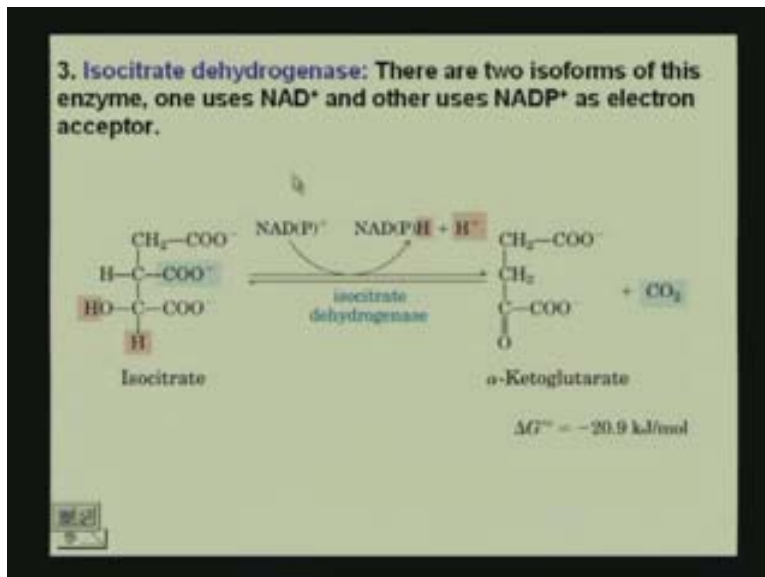 3. Isocitrate dehydrogenase: There are two isoforms of this
enzyme, one uses NAD⁺ and other uses NADP⁺ as electron
acceptor.
NAD(P)⁺ NAD(P)H + H⁺
CH₂—COO⁻ CH₂—COO⁻
H—C—COO⁻ CH₂
isocitrate + CO₂
HO—C—COO⁻ dehydrogenase C—COO⁻
H O
Isocitrate α-Ketoglutarate
ΔG'° = −20.9 kJ/mol